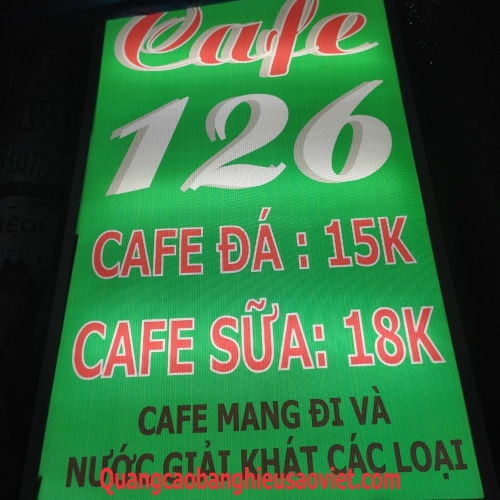 Cafe
126
CAFE ĐÁ : 15K
CAFE SỮA: 18K
CAFE MANG ĐI VÀ
NƯỚC GIẢI KHÁT CÁC LOẠI
Quangcaobanghieusaoviet.com